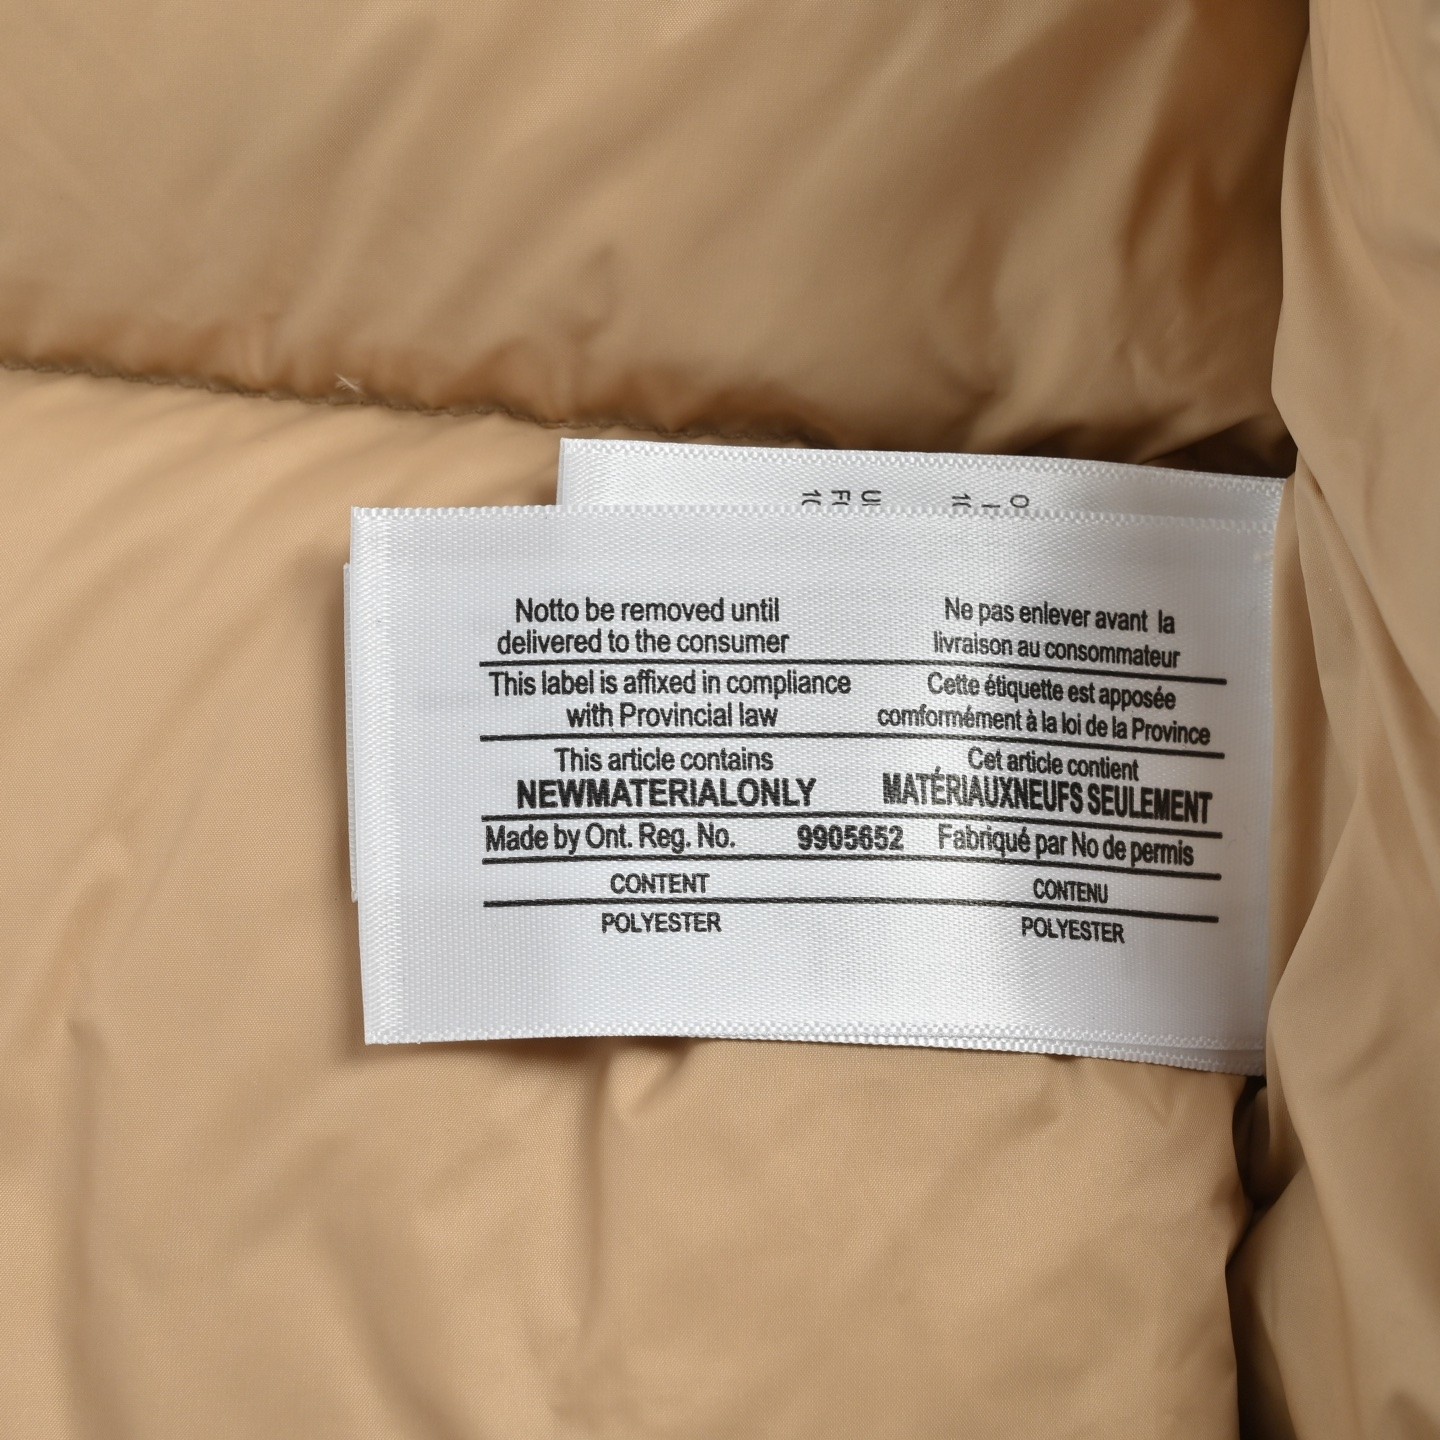 Notto be removed until
delivered to the consumer
Ne pas enlever avant la
livraison au consommateur
This label is affixed in compliance
with Provincial law
Cette étiquette est apposée
comformément à la loi de la Province
This article contains
NEWMATERIALONLY
Cet article contient
MATÉRIAUXNEUFS SEULEMENT
Made by Ont. Reg. No. 9905652 Fabriqué par No de permis
CONTENT
CONTENU
POLYESTER
POLYESTER